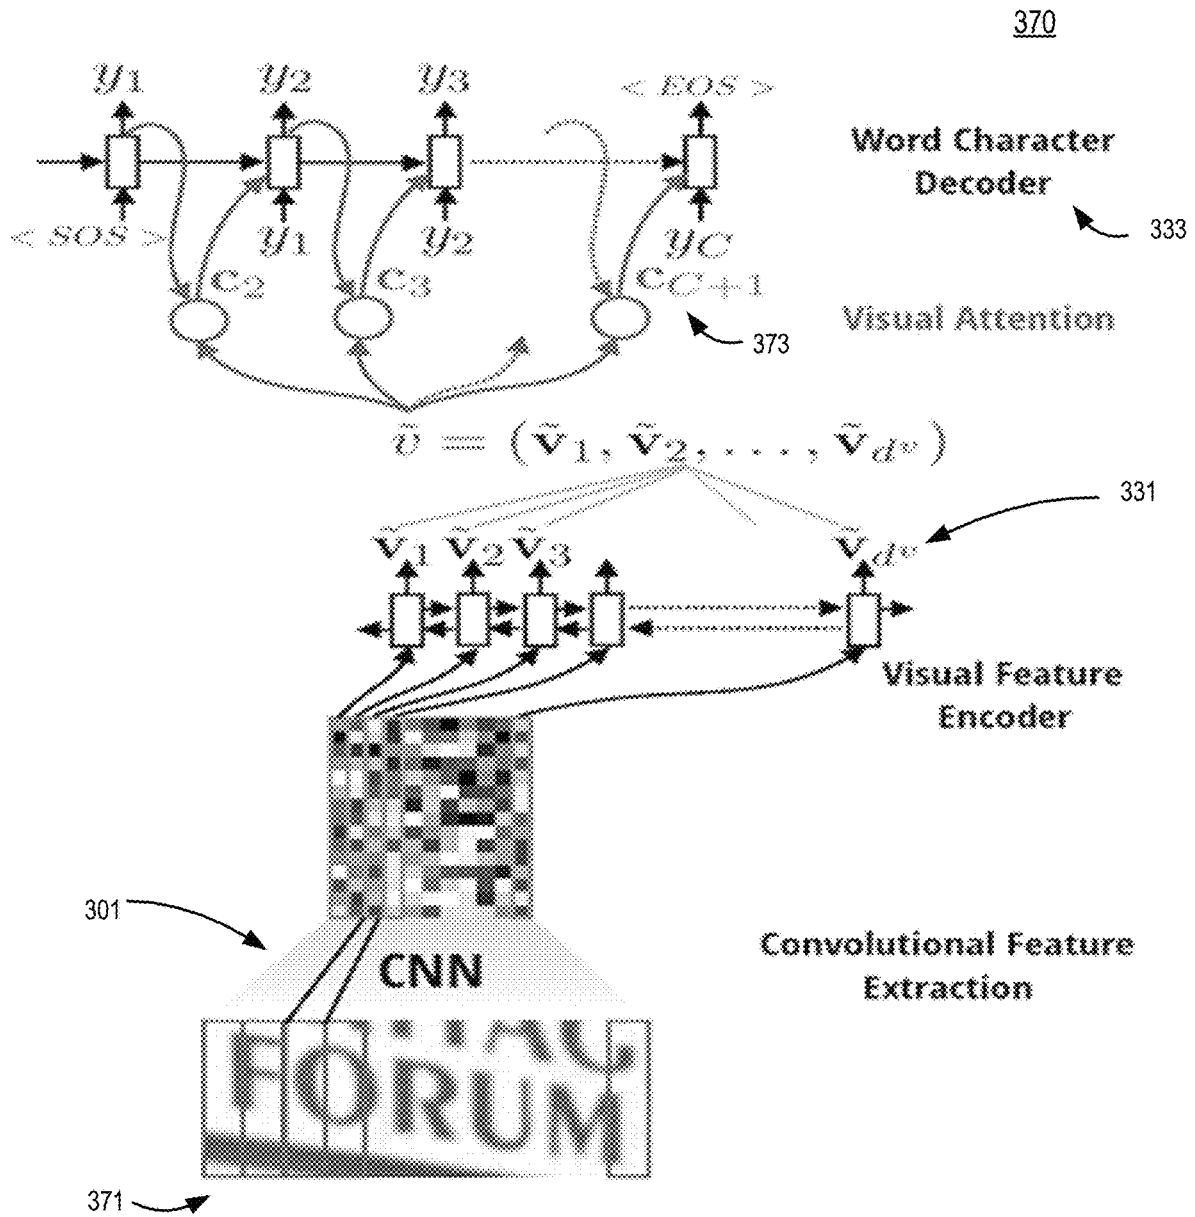 370
y1 y2 y3 < EOS >
Word Character
Decoder
333
< SOS > y1 y2 yC
c2 c3 cC+1
373
Visual Attention
ṽ = (ṽ1, ṽ2, . . . , ṽdv)
331
ṽ1 ṽ2 ṽ3 ṽdv
Visual Feature
Encoder
301
CNN
Convolutional Feature
Extraction
FORUM
371